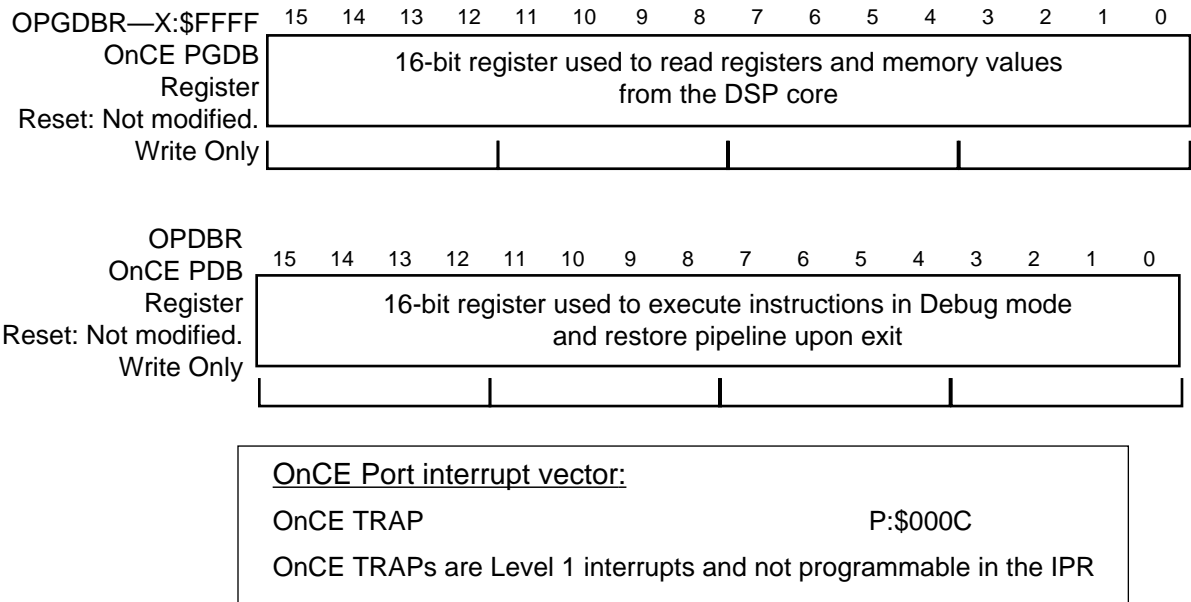 OPGDBR—X:$FFFF 15 14 13 12 11 10 9 8 7 6 5 4 3 2 1 0
OnCE PGDB
Register
Reset: Not modified.
Write Only
16-bit register used to read registers and memory values
from the DSP core
OPDBR
OnCE PDB
Register
Reset: Not modified.
Write Only
15 14 13 12 11 10 9 8 7 6 5 4 3 2 1 0
16-bit register used to execute instructions in Debug mode
and restore pipeline upon exit
OnCE Port interrupt vector:
OnCE TRAP P:$000C
OnCE TRAPs are Level 1 interrupts and not programmable in the IPR